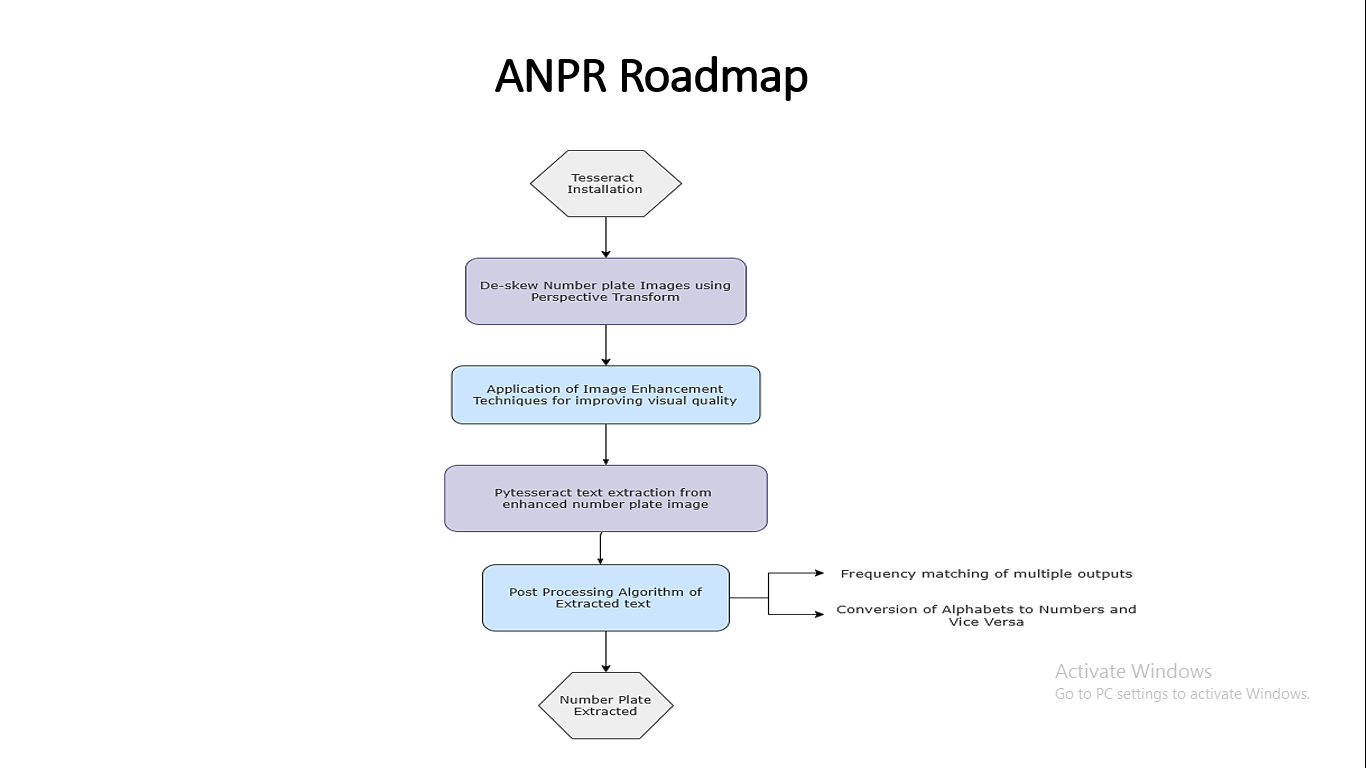 ANPR Roadmap
Tesseract
Installation
De-skew Number plate Images using
Perspective Transform
Application of Image Enhancement
Techniques for improving visual quality
Pytesseract text extraction from
enhanced number plate image
Post Processing Algorithm of
Extracted text
Frequency matching of multiple outputs
Conversion of Alphabets to Numbers and
Vice Versa
Number Plate
Extracted
Activate Windows
Go to PC settings to activate Windows.